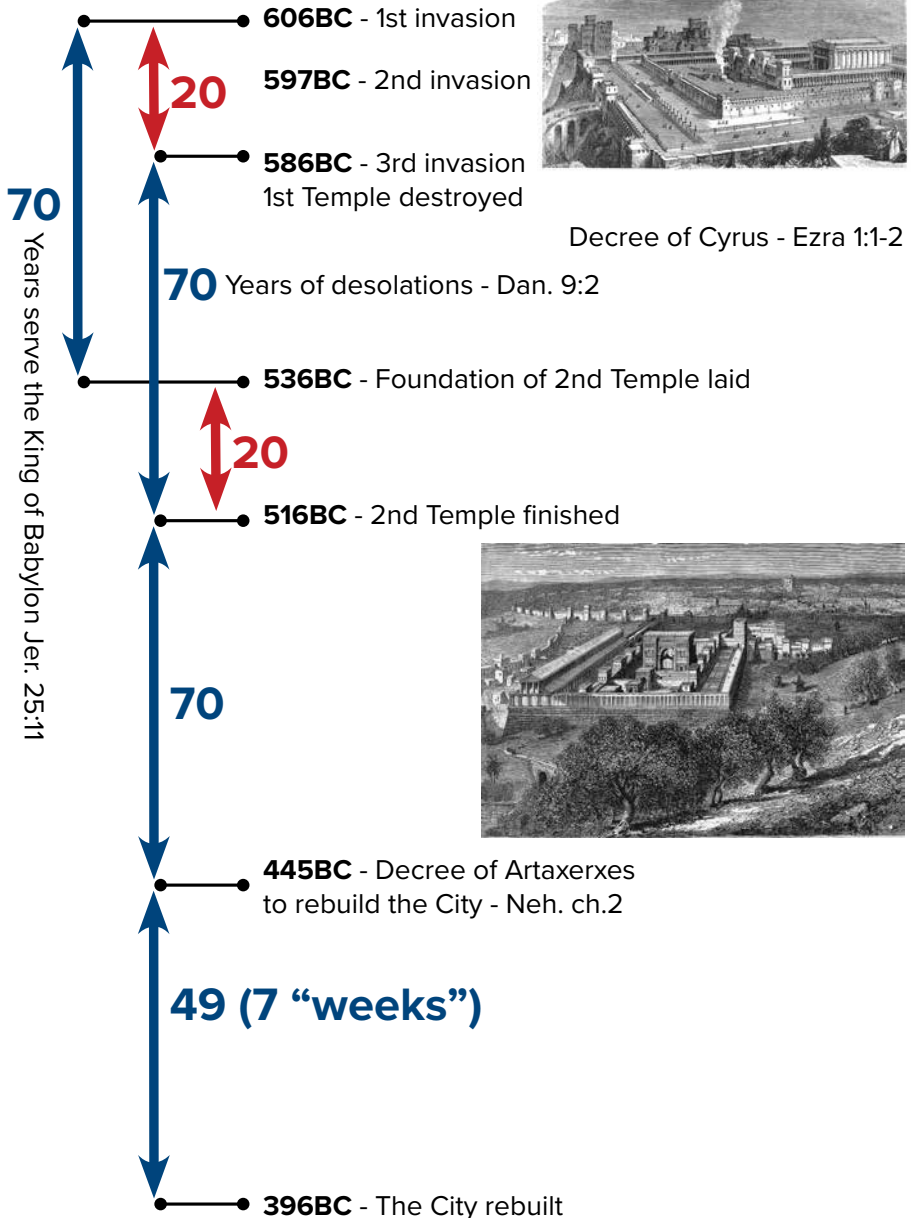 606BC - 1st invasion
20
597BC - 2nd invasion
586BC - 3rd invasion
1st Temple destroyed
70
Years serve the King of Babylon Jer. 25:11
Decree of Cyrus - Ezra 1:1-2
70 Years of desolations - Dan. 9:2
536BC - Foundation of 2nd Temple laid
20
516BC - 2nd Temple finished
70
445BC - Decree of Artaxerxes
to rebuild the City - Neh. ch.2
49 (7 “weeks”)
396BC - The City rebuilt